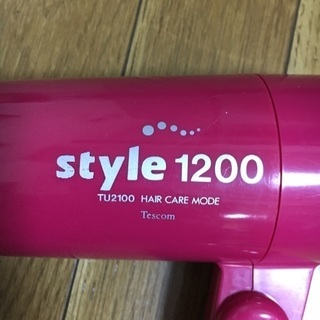 style 1200
TU2100 HAIR CARE MODE
Tescom